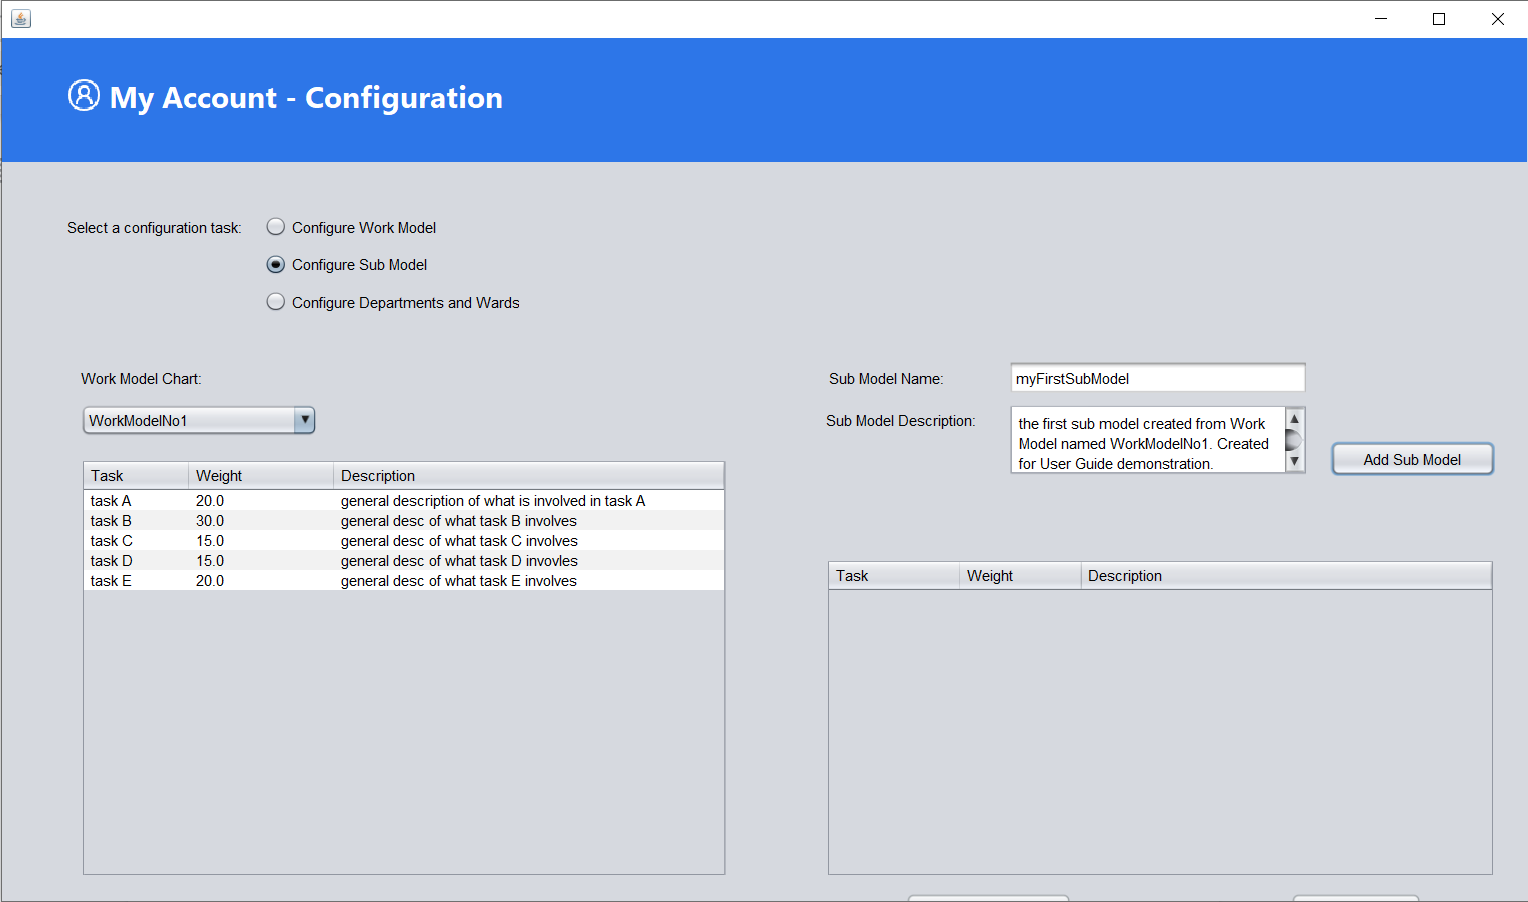 My Account - Configuration
Select a configuration task:
Configure Work Model
Configure Sub Model
Configure Departments and Wards
Work Model Chart:
WorkModelNo1
Task Weight Description
task A 20.0 general description of what is involved in task A
task B 30.0 general desc of what task B involves
task C 15.0 general desc of what task C involves
task D 15.0 general desc of what task D invovles
task E 20.0 general desc of what task E involves
Sub Model Name: myFirstSubModel
Sub Model Description:
the first sub model created from Work
Model named WorkModelNo1. Created
for User Guide demonstration.
Add Sub Model
Task Weight Description